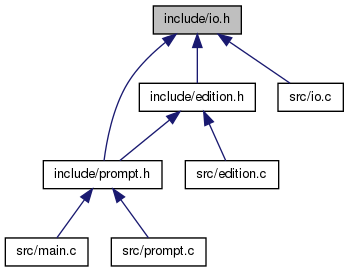 include/io.h
include/edition.h
src/io.c
include/prompt.h
src/edition.c
src/main.c
src/prompt.c